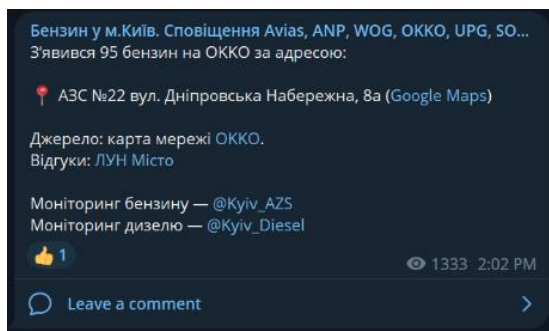 Бензин у м.Київ. Сповіщення Avias, ANP, WOG, OKKO, UPG, SO...
З'явився 95 бензин на OKKO за адресою:
АЗС №22 вул. Дніпровська Набережна, 8а (Google Maps)
Джерело: карта мережі OKKO.
Відгуки: ЛУН Місто
Моніторинг бензину — @Kyiv_AZS
Моніторинг дизелю — @Kyiv_Diesel
👍 1
1333 2:02 PM
Leave a comment